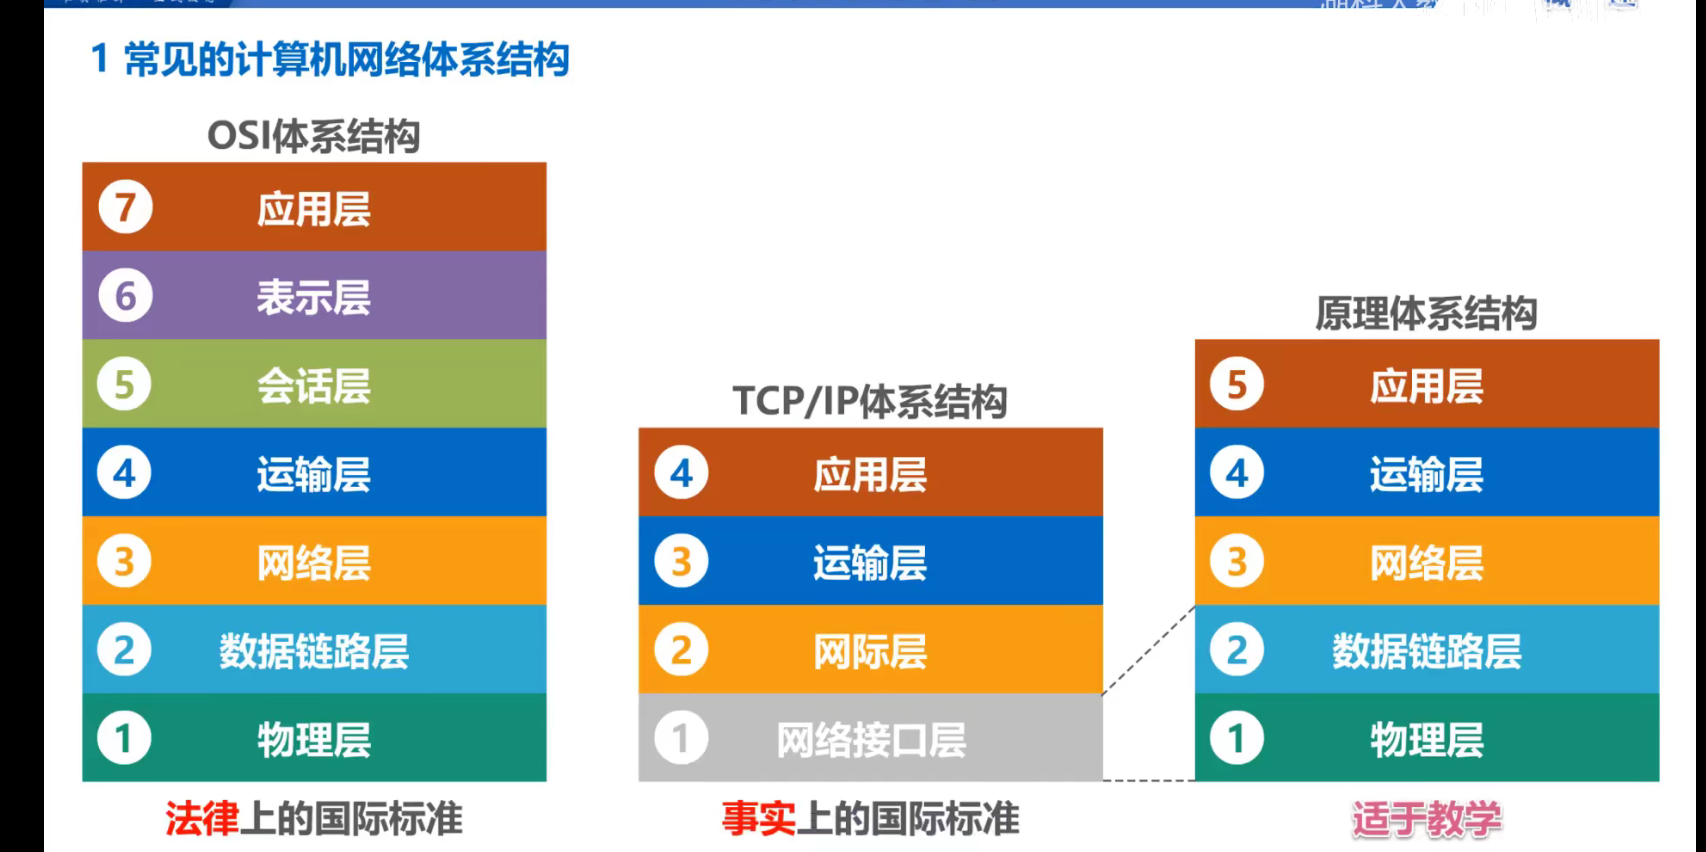 1 常见的计算机网络体系结构
OSI体系结构
7 应用层
6 表示层
5 会话层
4 运输层
3 网络层
2 数据链路层
1 物理层
法律上的国际标准
TCP/IP体系结构
4 应用层
3 运输层
2 网际层
1 网络接口层
事实上的国际标准
原理体系结构
5 应用层
4 运输层
3 网络层
2 数据链路层
1 物理层
适于教学